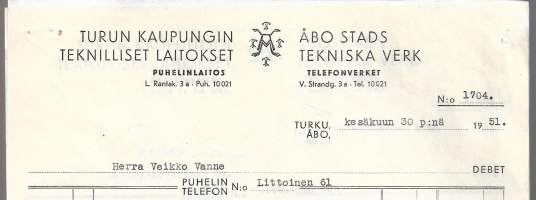 TURUN KAUPUNGIN ÅBO STADS
TEKNILLISET LAITOKSET TEKNISKA VERK
PUHELINLAITOS TELEFONVERKET
L. Rantak. 3 a · Puh. 10021 V. Strandg. 3 a · Tel. 10021
N:o 1704.
TURKU, kesäkuun 30 p:nä 1951.
ÅBO,
Herra Veikko Vanne DEBET
PUHELIN N:o Littoinen 61
TELEFON